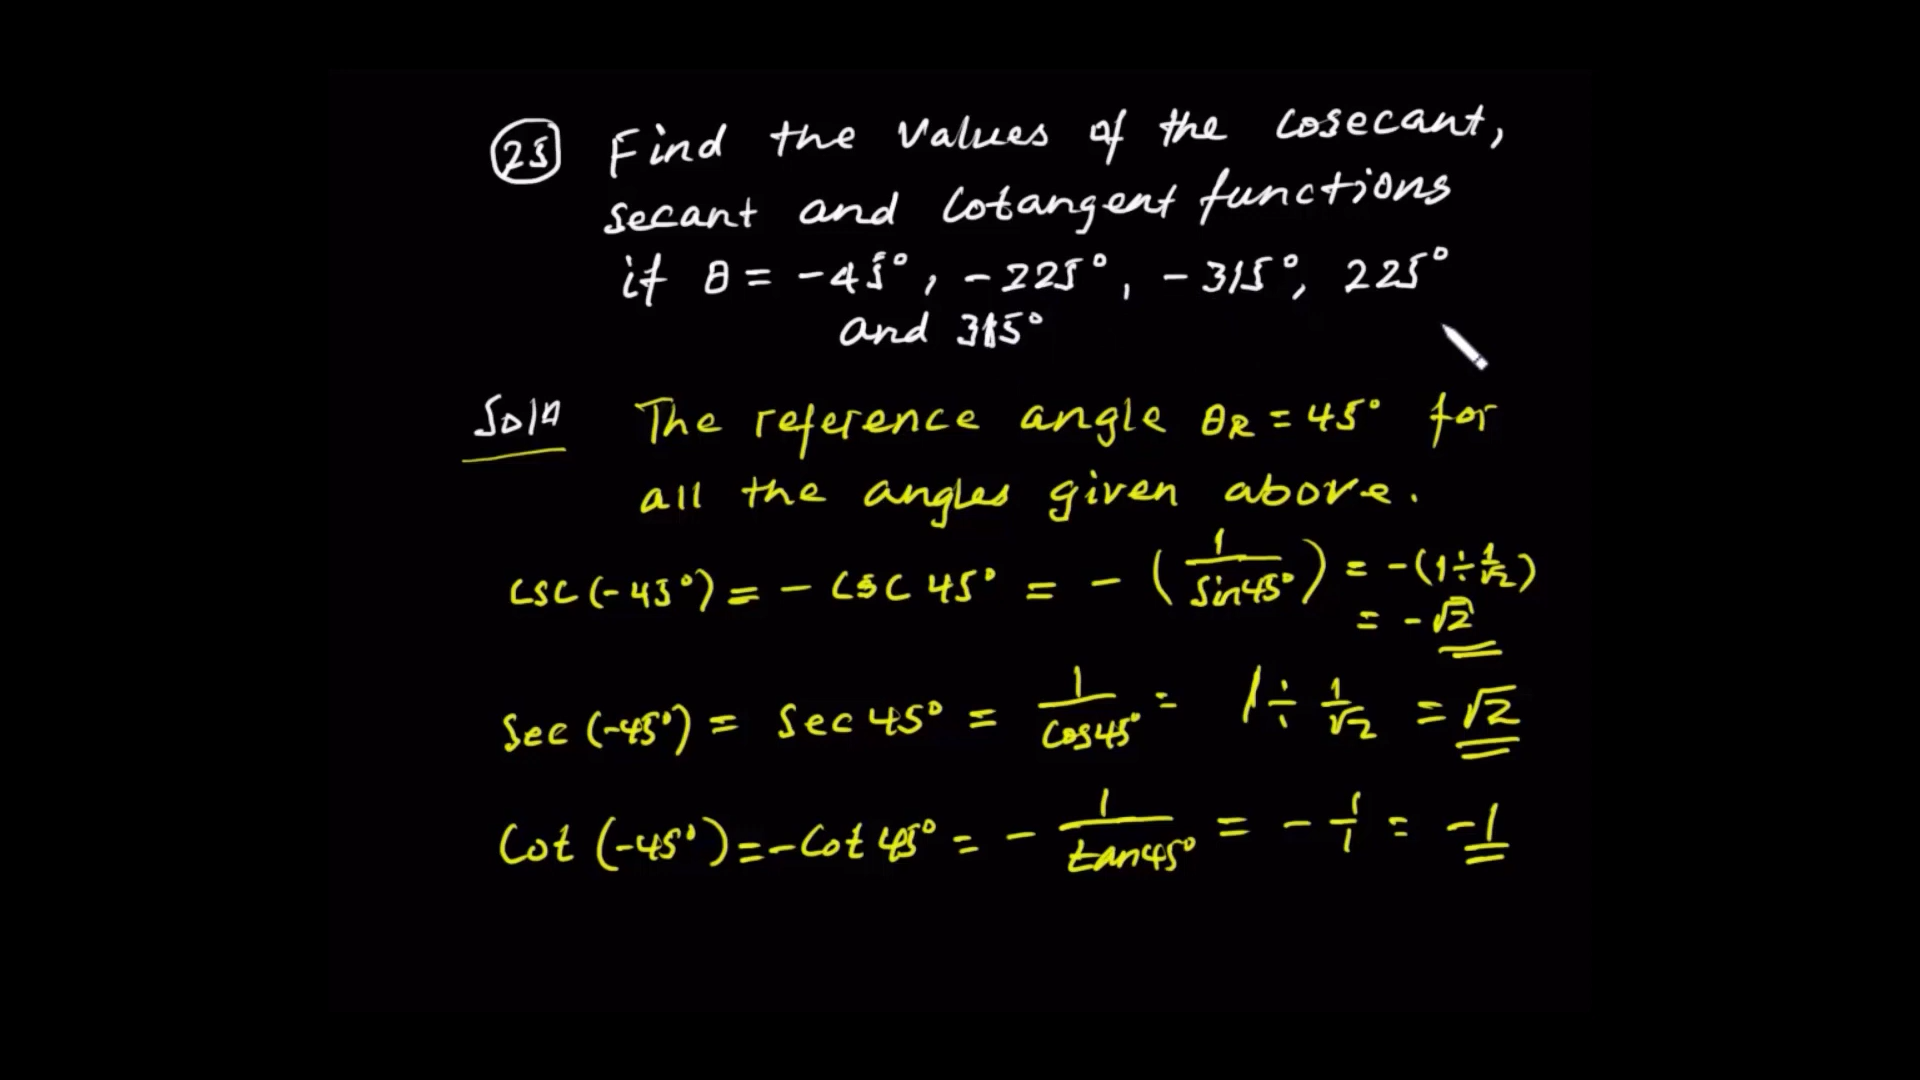 25 Find the values of the cosecant,
secant and cotangent functions
if θ = -45°, -225°, -315°, 225°
and 315°
Soln The reference angle θR = 45° for
all the angles given above.
csc(-45°) = - csc 45° = - (1/sin45°) = -(1÷1/√2)
= -√2
Sec (-45°) = Sec 45° = 1/cos45° = 1 ÷ 1/√2 = √2
Cot (-45°) = -Cot 45° = - 1/tan45° = - 1/1 = -1